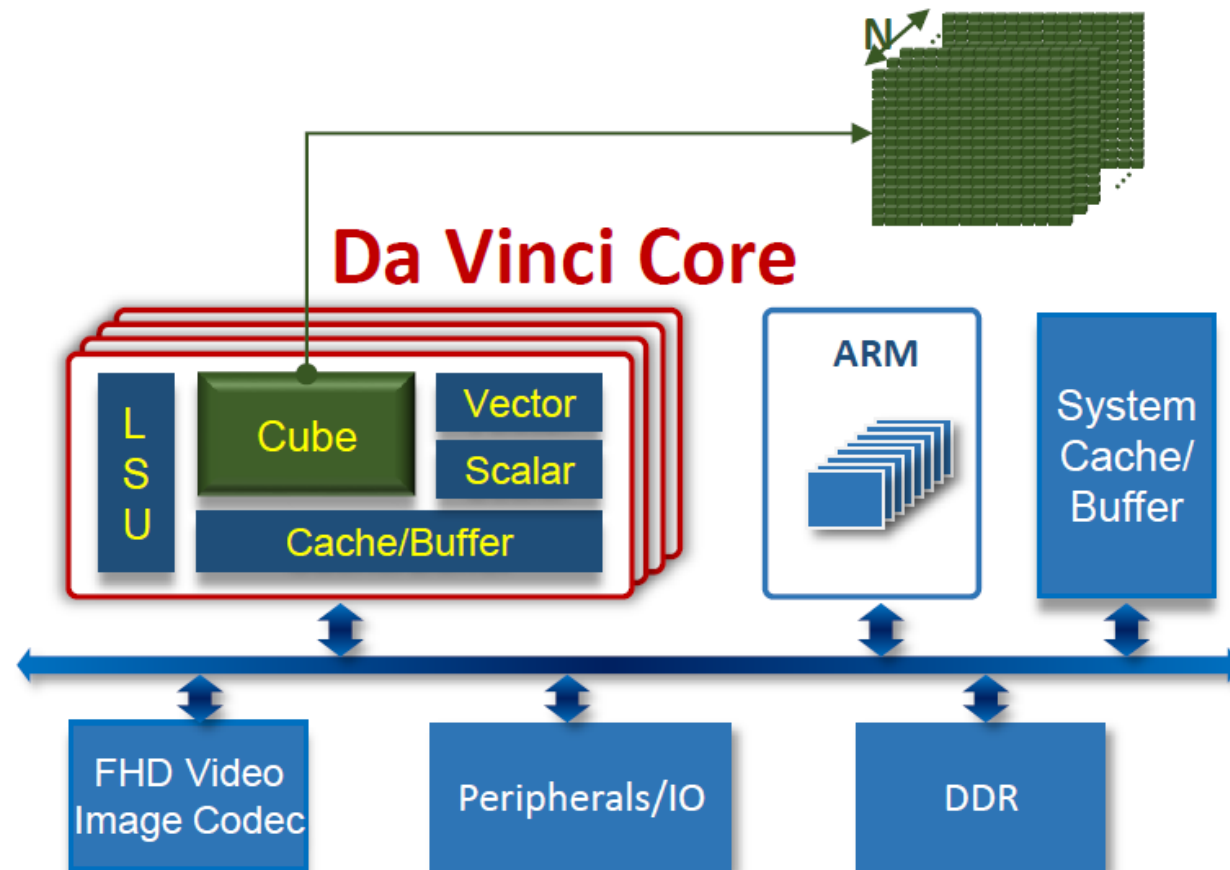 N
Da Vinci Core
L
S
U
Cube
Vector
Scalar
Cache/Buffer
ARM
System
Cache/
Buffer
FHD Video
Image Codec
Peripherals/IO
DDR